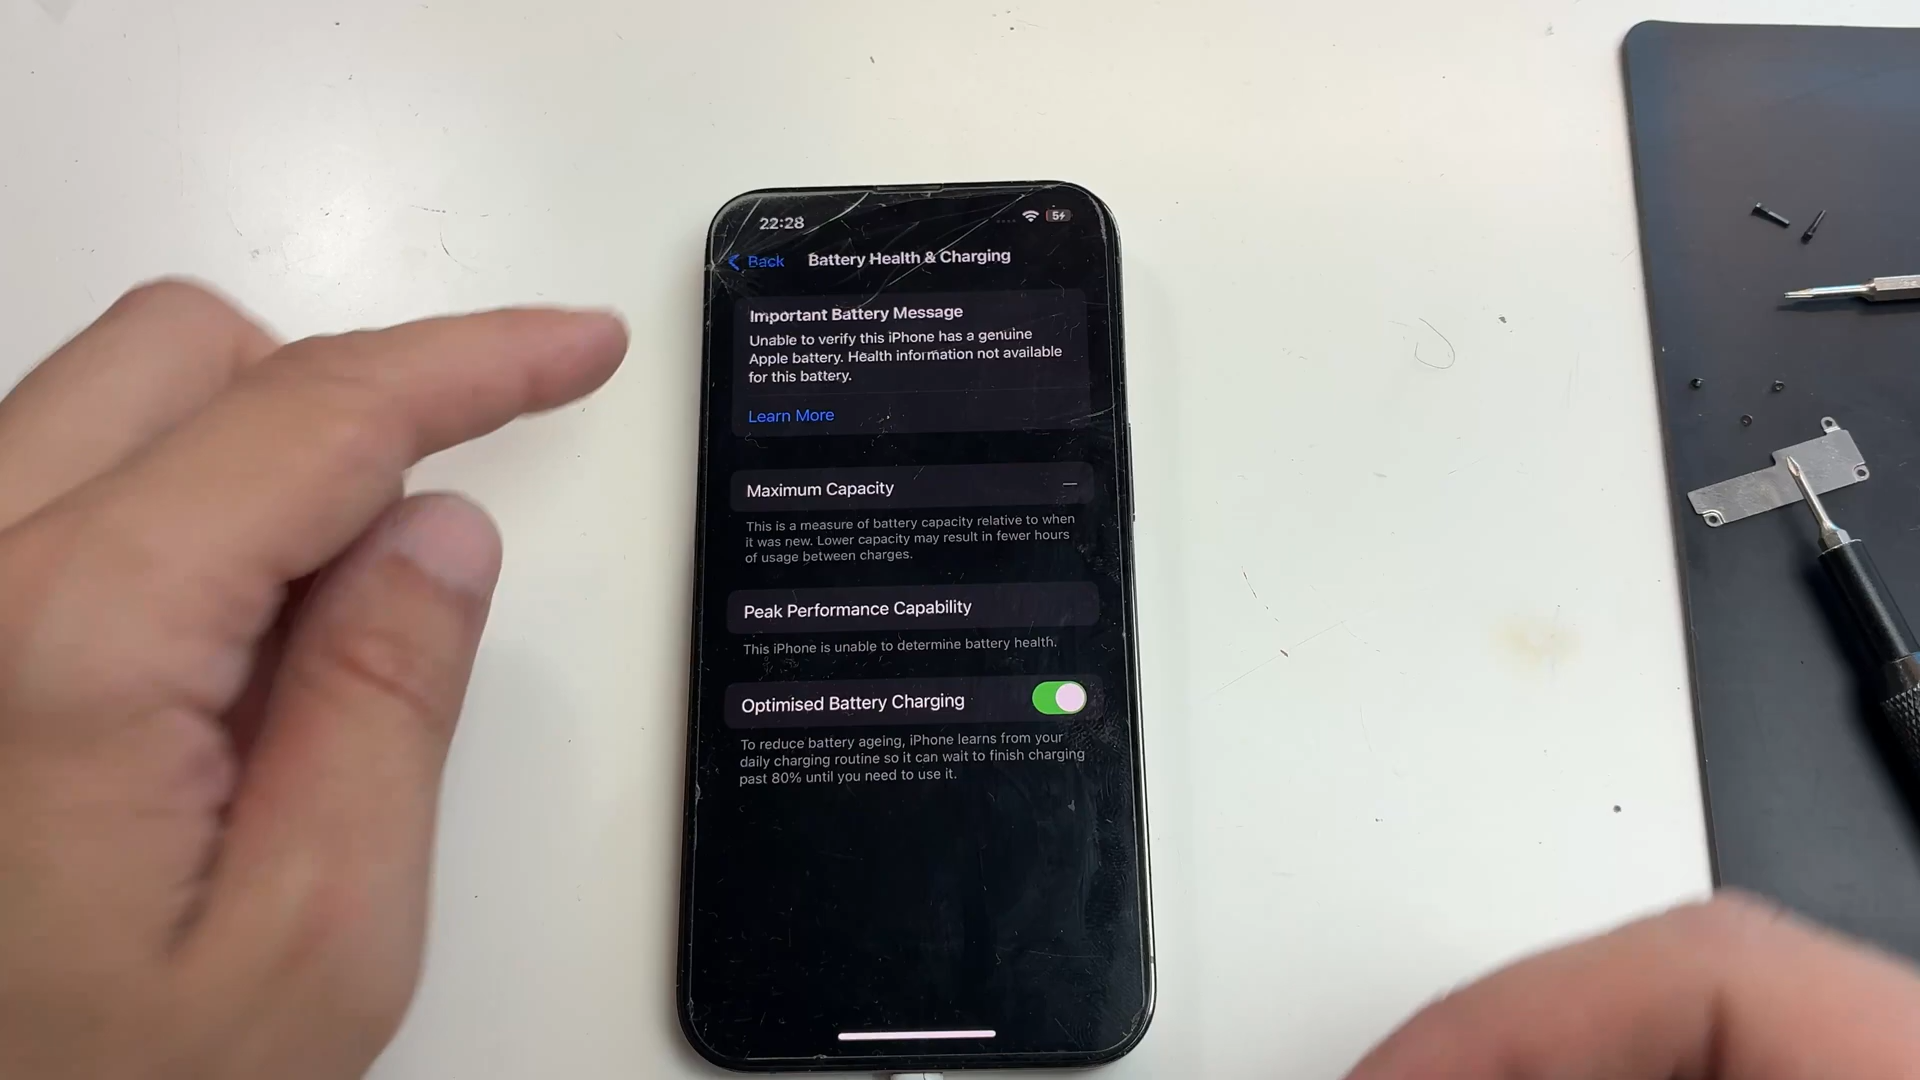 22:28
5
Back
Battery Health & Charging
Important Battery Message
Unable to verify this iPhone has a genuine
Apple battery. Health information not available
for this battery.
Learn More
Maximum Capacity —
This is a measure of battery capacity relative to when
it was new. Lower capacity may result in fewer hours
of usage between charges.
Peak Performance Capability
This iPhone is unable to determine battery health.
Optimised Battery Charging
To reduce battery ageing, iPhone learns from your
daily charging routine so it can wait to finish charging
past 80% until you need to use it.